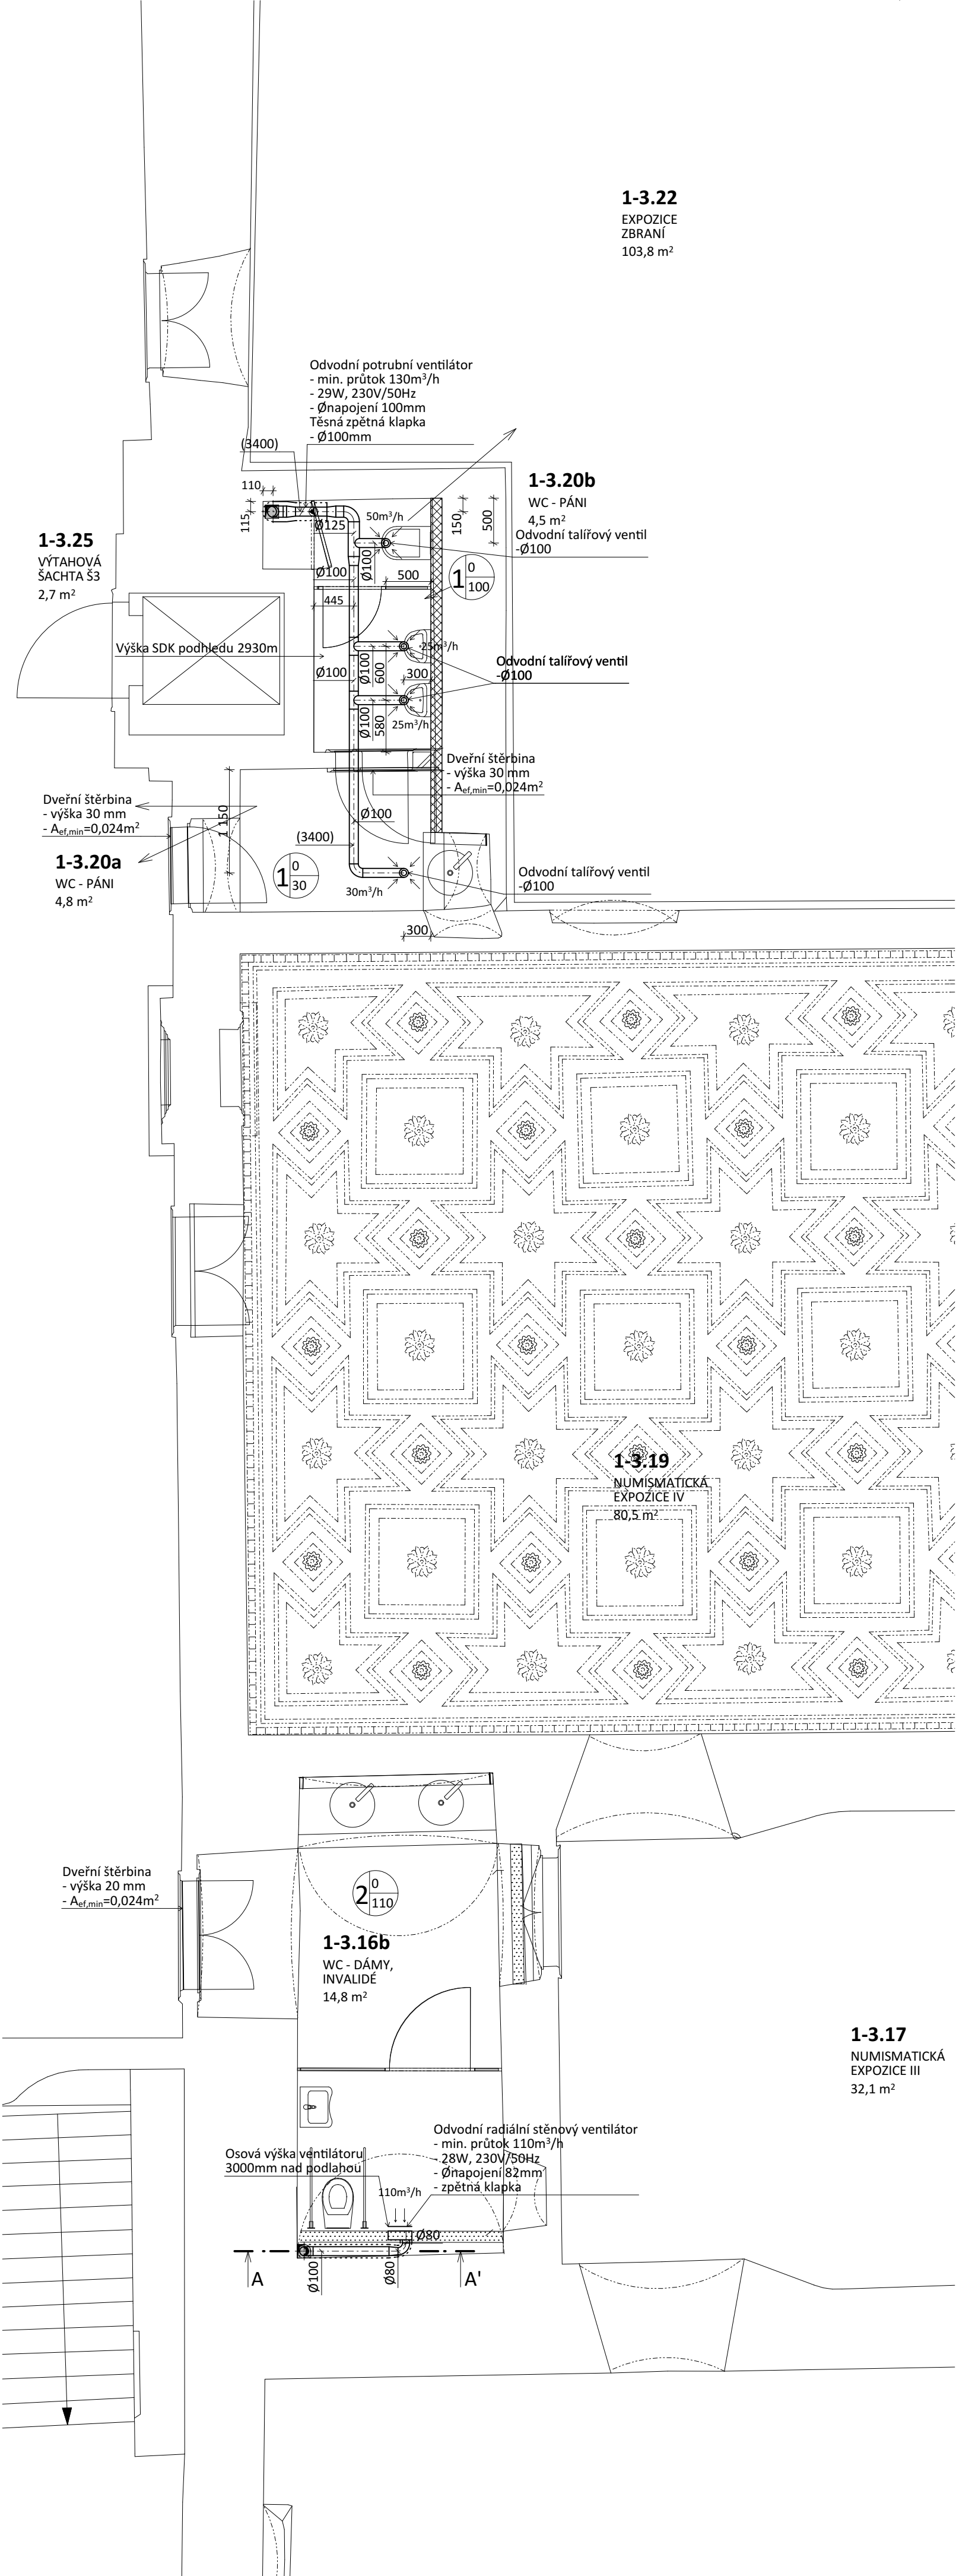 1-3.22
EXPOZICE
ZBRANÍ
103,8 m²
Odvodní potrubní ventilátor
- min. průtok 130m³/h
- 29W, 230V/50Hz
- Ønapojení 100mm
Těsná zpětná klapka
- Ø100mm
(3400)
110
115
Ø125
50m³/h
150
500
1-3.20b
WC - PÁNI
4,5 m²
Odvodní talířový ventil
-Ø100
1-3.25
VÝTAHOVÁ
ŠACHTA Š3
2,7 m²
Ø100
Ø100
500
1
0
100
445
Výška SDK podhledu 2930m
25m³/h
Ø100
Ø100
600
300
Odvodní talířový ventil
-Ø100
Ø100
580
25m³/h
Dveřní štěrbina
- výška 30 mm
- Aef,min=0,024m²
Dveřní štěrbina
- výška 30 mm
- Aef,min=0,024m²
1 150
Ø100
(3400)
1-3.20a
WC - PÁNI
4,8 m²
1
0
30
30m³/h
Odvodní talířový ventil
-Ø100
300
1-3.19
NUMISMATICKÁ
EXPOZICE IV
80,5 m²
Dveřní štěrbina
- výška 20 mm
- Aef,min=0,024m²
2
0
110
1-3.16b
WC - DÁMY,
INVALIDÉ
14,8 m²
1-3.17
NUMISMATICKÁ
EXPOZICE III
32,1 m²
Odvodní radiální stěnový ventilátor
- min. průtok 110m³/h
- 28W, 230V/50Hz
- Ønapojení 82mm
- zpětná klapka
Osová výška ventilátoru
3000mm nad podlahou
110m³/h
Ø80
A
Ø100
Ø80
A'